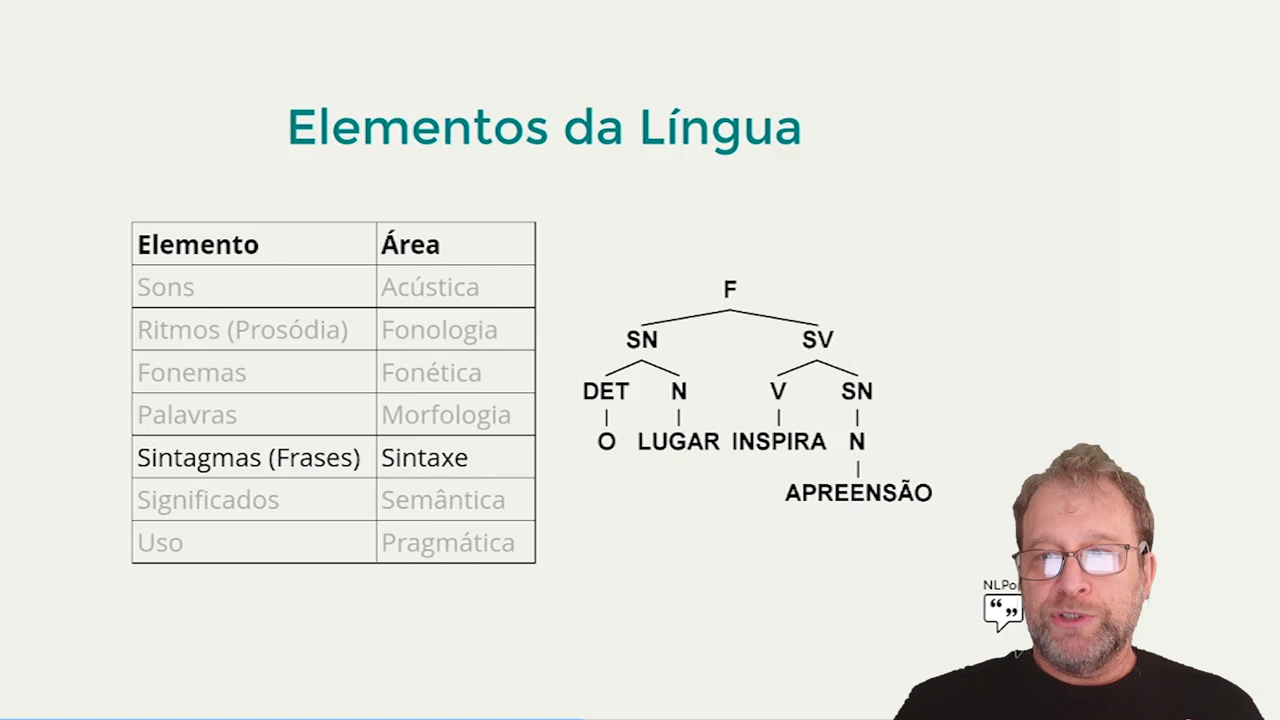 Elementos da Língua
Elemento Área
Sons Acústica
Ritmos (Prosódia) Fonologia
Fonemas Fonética
Palavras Morfologia
Sintagmas (Frases) Sintaxe
Significados Semântica
Uso Pragmática
F
SN SV
DET N V SN
O LUGAR INSPIRA N
APREENSÃO